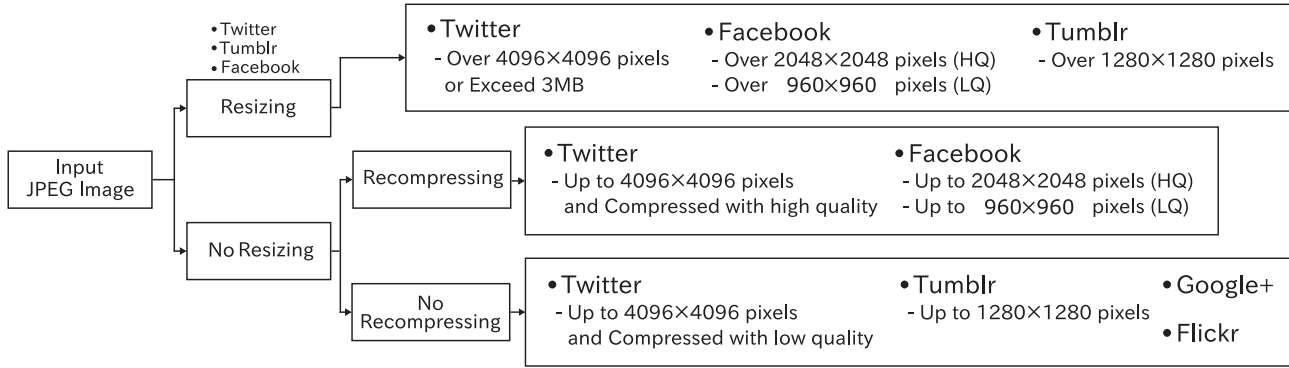 • Twitter
• Tumblr
• Facebook
Resizing
• Twitter
- Over 4096×4096 pixels
or Exceed 3MB
• Facebook
- Over 2048×2048 pixels (HQ)
- Over 960×960 pixels (LQ)
• Tumblr
- Over 1280×1280 pixels
Input
JPEG Image
Recompressing
• Twitter
- Up to 4096×4096 pixels
and Compressed with high quality
• Facebook
- Up to 2048×2048 pixels (HQ)
- Up to 960×960 pixels (LQ)
No Resizing
No
Recompressing
• Twitter
- Up to 4096×4096 pixels
and Compressed with low quality
• Tumblr
- Up to 1280×1280 pixels
• Google+
• Flickr